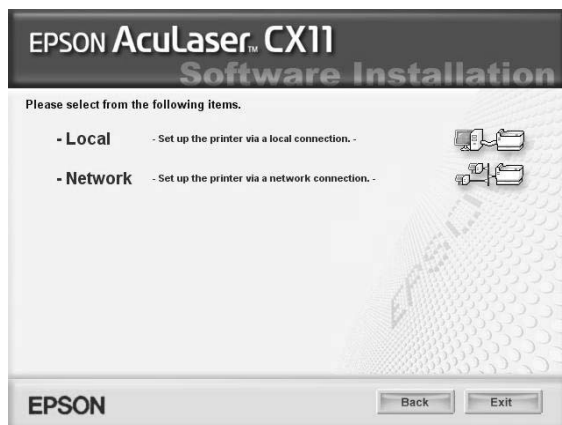 EPSON AcuLaser™ CX11
Software Installation
Please select from the following items.
- Local - Set up the printer via a local connection. -
- Network - Set up the printer via a network connection. -
EPSON
EPSON Back Exit